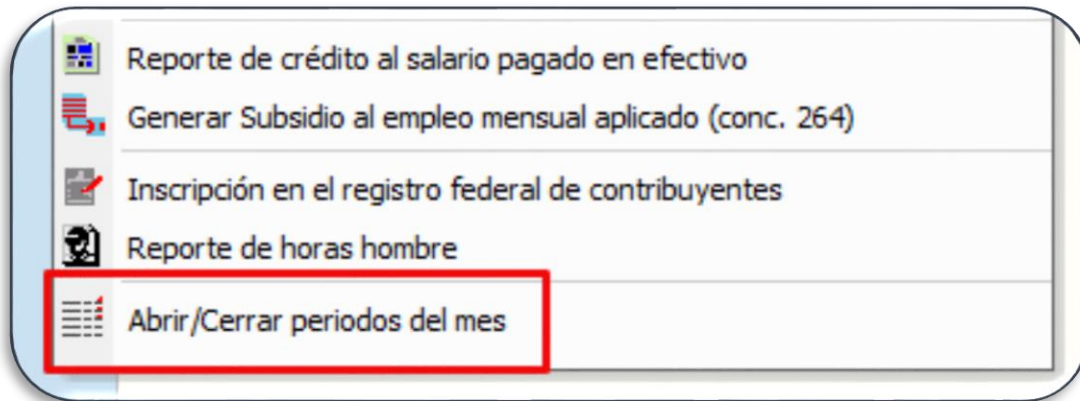 Reporte de crédito al salario pagado en efectivo
Generar Subsidio al empleo mensual aplicado (conc. 264)
Inscripción en el registro federal de contribuyentes
Reporte de horas hombre
Abrir/Cerrar periodos del mes